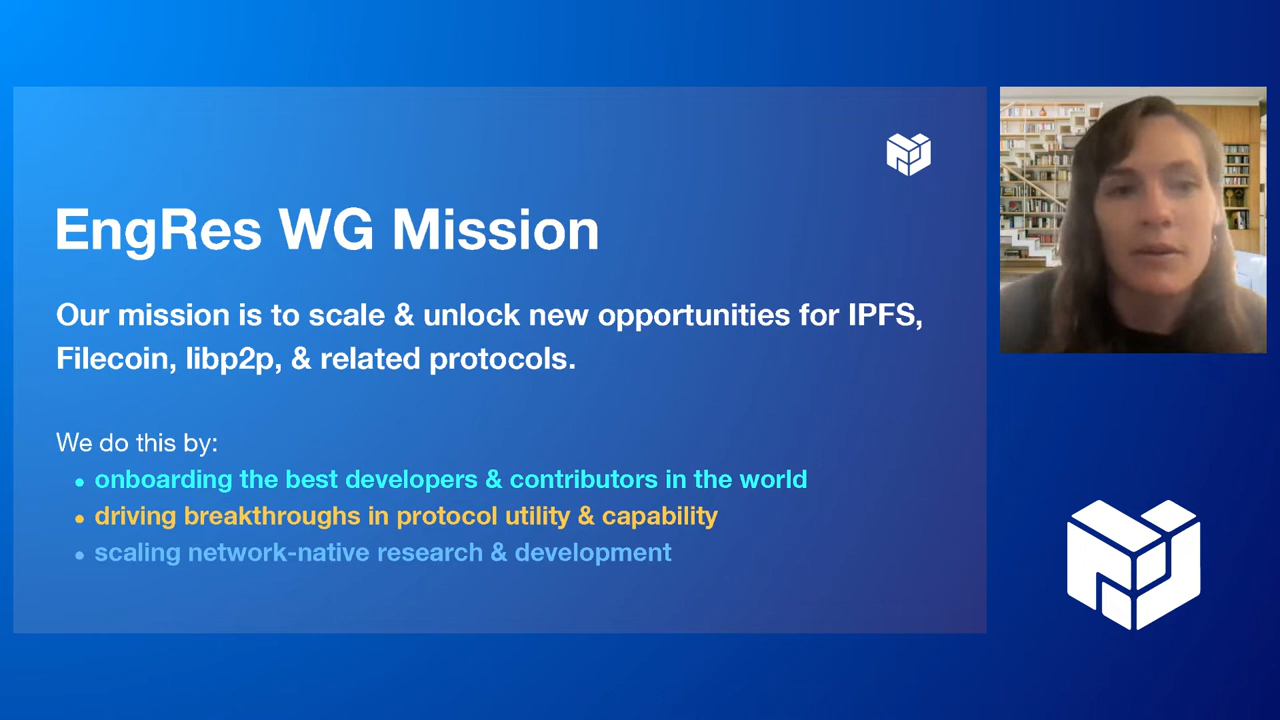 EngRes WG Mission
Our mission is to scale & unlock new opportunities for IPFS,
Filecoin, libp2p, & related protocols.
We do this by:
• onboarding the best developers & contributors in the world
• driving breakthroughs in protocol utility & capability
• scaling network-native research & development